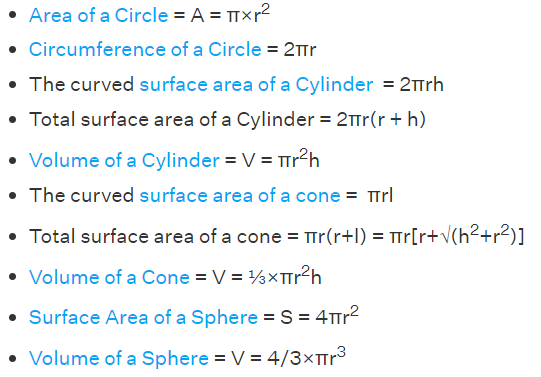 • Area of a Circle = A = π×r²
• Circumference of a Circle = 2πr
• The curved surface area of a Cylinder = 2πrh
• Total surface area of a Cylinder = 2πr(r + h)
• Volume of a Cylinder = V = πr²h
• The curved surface area of a cone = πrl
• Total surface area of a cone = πr(r+l) = πr[r+√(h²+r²)]
• Volume of a Cone = V = ⅓×πr²h
• Surface Area of a Sphere = S = 4πr²
• Volume of a Sphere = V = 4/3×πr³